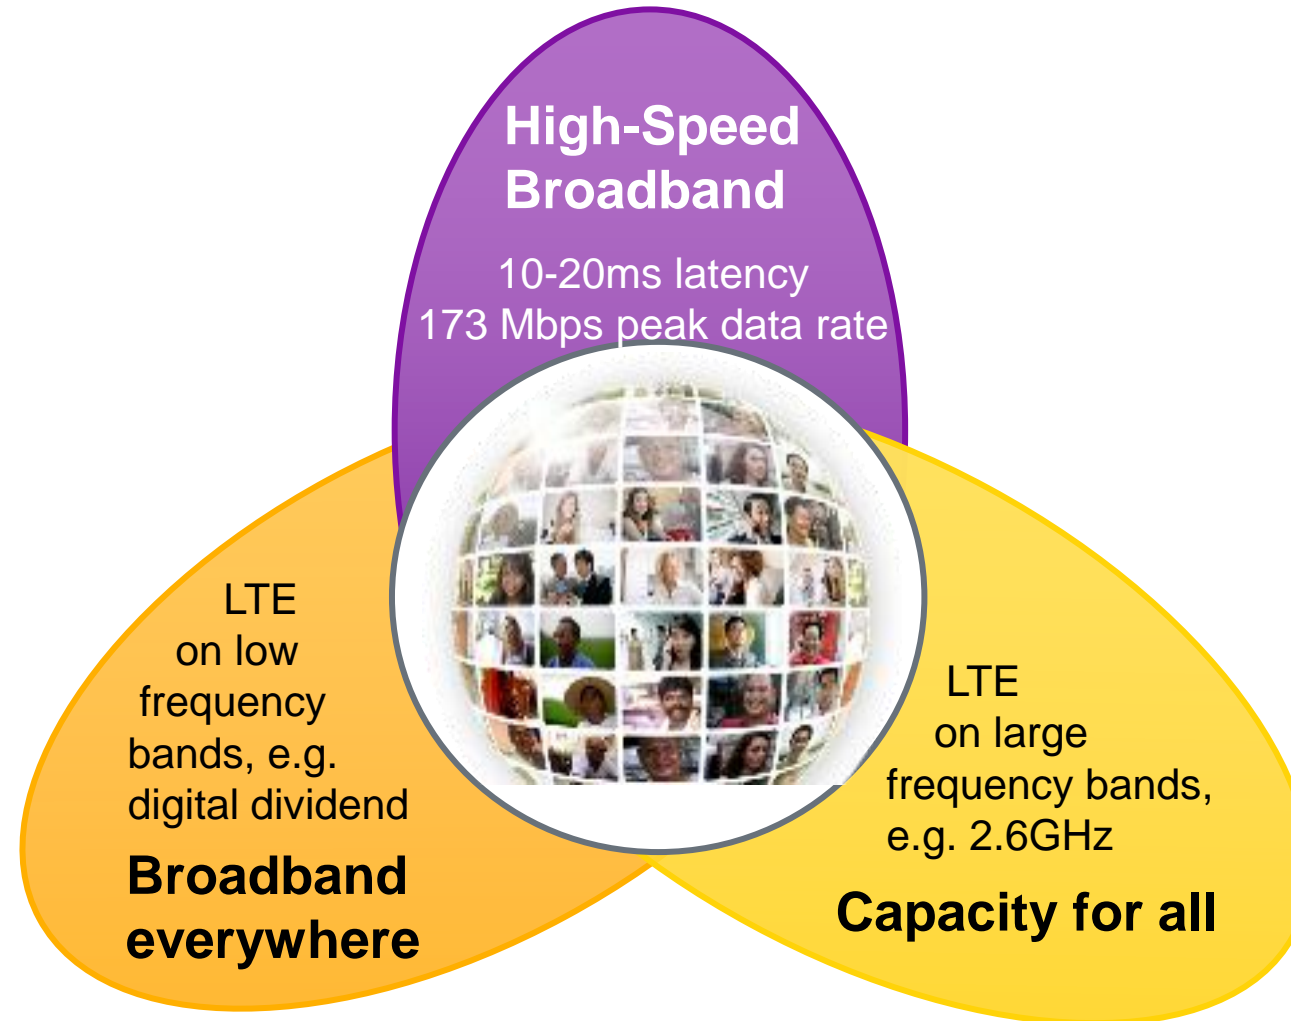 High-Speed
Broadband
10-20ms latency
173 Mbps peak data rate
LTE
on low
frequency
bands, e.g.
digital dividend
Broadband
everywhere
LTE
on large
frequency bands,
e.g. 2.6GHz
Capacity for all